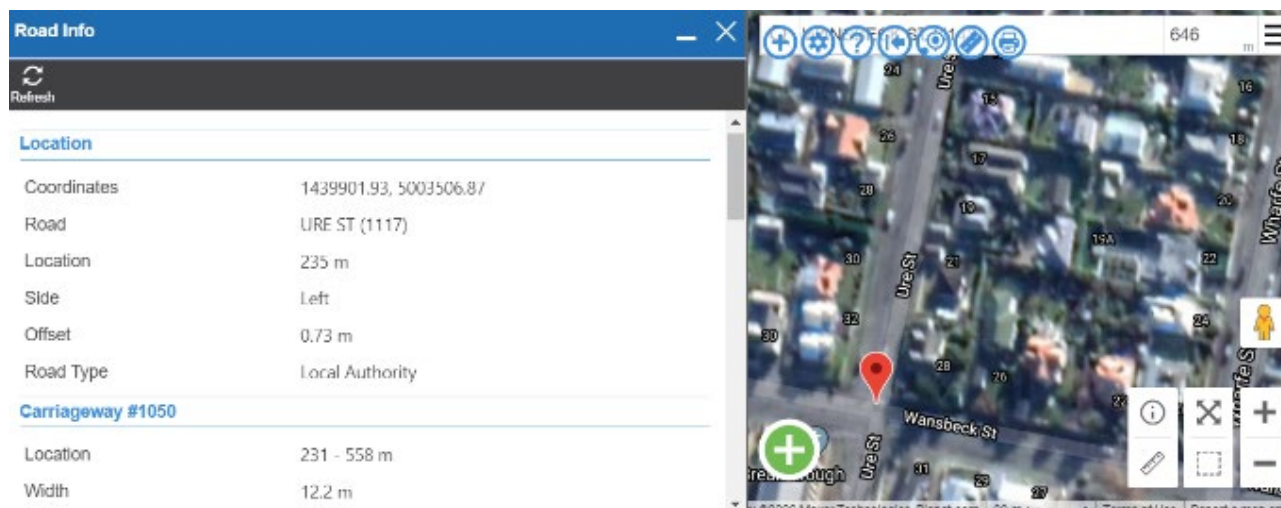 Road Info
Refresh
Location
Coordinates 1439901.93, 5003506.87
Road URE ST (1117)
Location 235 m
Side Left
Offset 0.73 m
Road Type Local Authority
Carriageway #1050
Location 231 - 558 m
Width 12.2 m
646
m
24
Ure
15
16
26
18
17
28
20
19
Wharfe
19A
30
21
22
Ure St
32
24
30
28
26
Wharfe S
22
Wansbeck St
Ure St
31
29
27